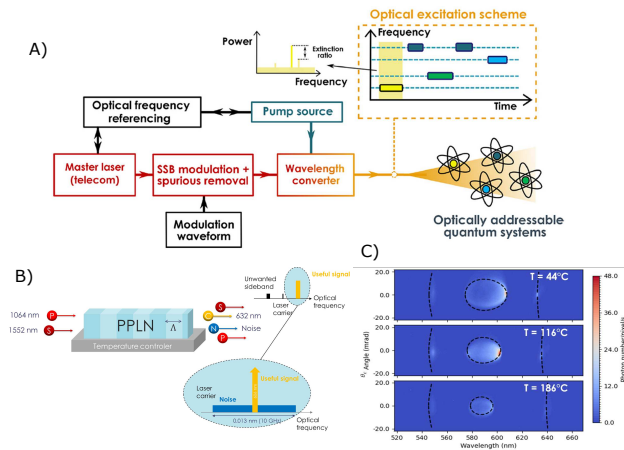 A)
Optical excitation scheme
Power
Extinction
ratio
Frequency
Frequency
Time
Optical frequency
referencing
Pump source
Master laser
(telecom)
SSB modulation +
spurious removal
Wavelength
converter
Modulation
waveform
Optically addressable
quantum systems
B)
Useful signal
Unwanted
sideband
Laser
carrier
Optical
frequency
1064 nm
P
1552 nm
S
PPLN
Λ
Temperature controler
S
632 nm
N
Noise
P
Laser
carrier
Useful signal
Noise
0.013 nm (10 GHz)
Optical
frequency
C)
T = 44°C
T = 116°C
T = 186°C
20.0
0.0
-20.0
20.0
0.0
-20.0
20.0
0.0
-20.0
Angle (mrad)
520
540
560
580
600
620
640
660
Wavelength (nm)
48.0
36.0
24.0
12.0
0.0